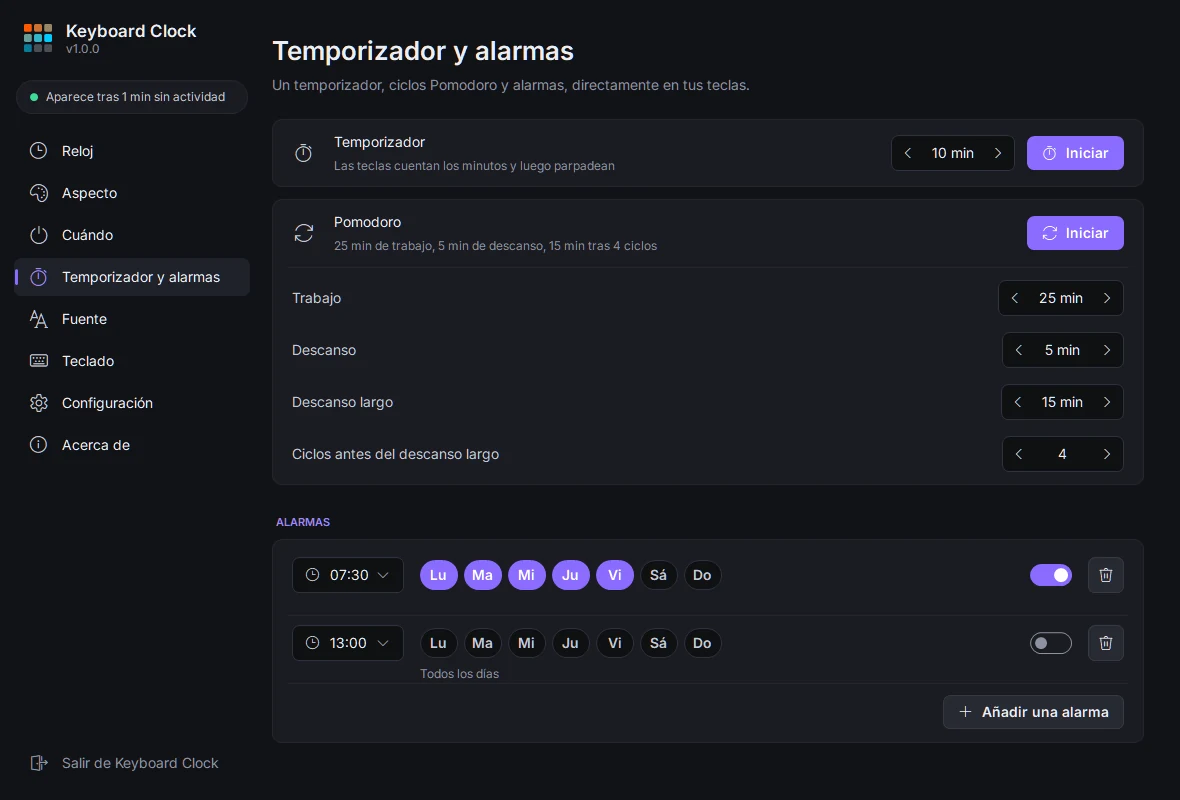 Keyboard Clock
v1.0.0
Aparece tras 1 min sin actividad
Reloj
Aspecto
Cuándo
Temporizador y alarmas
Fuente
Teclado
Configuración
Acerca de
Salir de Keyboard Clock
Temporizador y alarmas
Un temporizador, ciclos Pomodoro y alarmas, directamente en tus teclas.
Temporizador
Las teclas cuentan los minutos y luego parpadean
10 min
Iniciar
Pomodoro
25 min de trabajo, 5 min de descanso, 15 min tras 4 ciclos
Iniciar
Trabajo
25 min
Descanso
5 min
Descanso largo
15 min
Ciclos antes del descanso largo
4
ALARMAS
07:30 Lu Ma Mi Ju Vi Sá Do
13:00 Lu Ma Mi Ju Vi Sá Do
Todos los días
Añadir una alarma